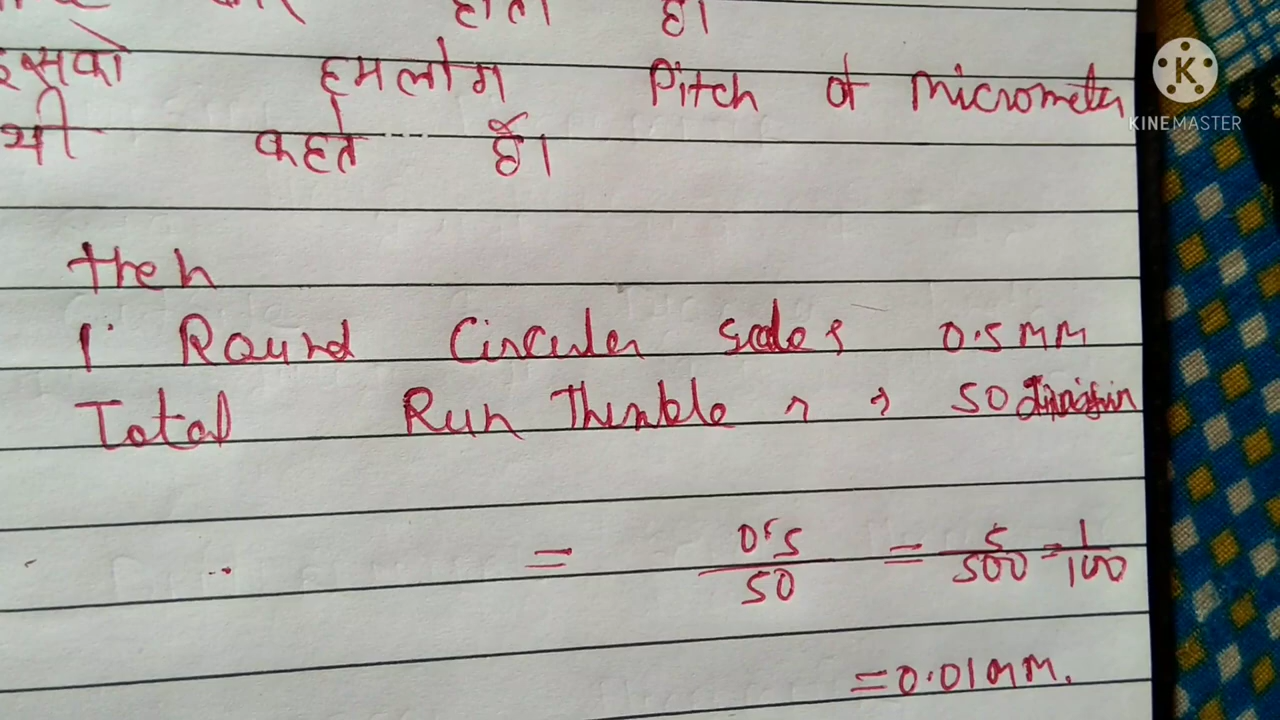 होता है।
इसको हमलोग Pitch of micrometer
भी कहते हैं।
K
KINEMASTER
then
1 Round Circular scale 0.5 MM
Total Run Thimble 50 division
= 0.5/50 = 5/500 = 1/100
= 0.01 mm.